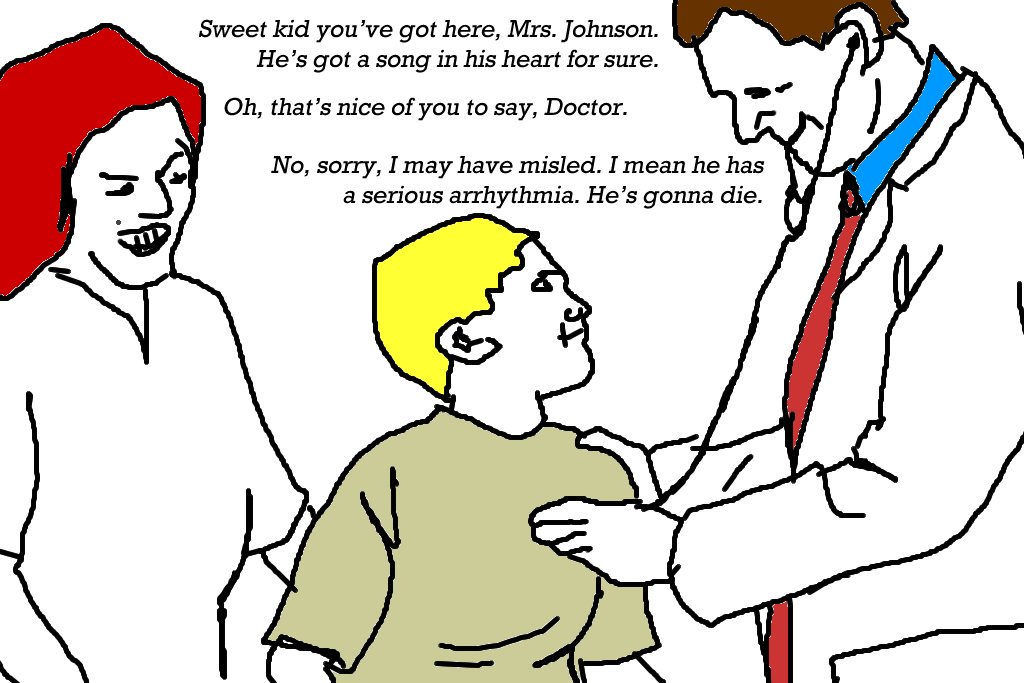 Sweet kid you’ve got here, Mrs. Johnson.
He’s got a song in his heart for sure.
Oh, that’s nice of you to say, Doctor.
No, sorry, I may have misled. I mean he has
a serious arrhythmia. He’s gonna die.